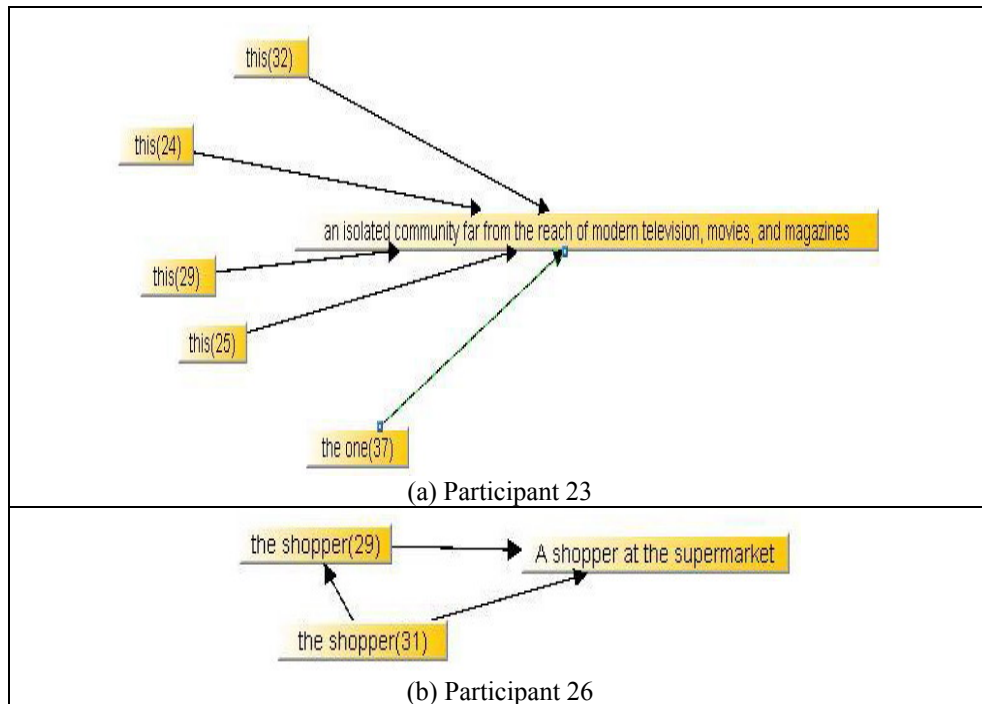 this(32)
this(24)
an isolated community far from the reach of modern television, movies, and magazines
this(29)
this(25)
the one(37)
(a) Participant 23
the shopper(29)
A shopper at the supermarket
the shopper(31)
(b) Participant 26